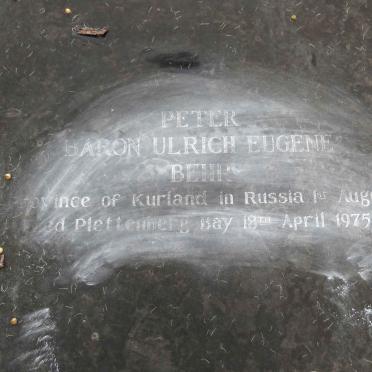 PETER
BARON ULRICH EUGENE
BEHR
ovince of Kurland in Russia 1st Aug
ed Plettenberg Bay 18TH April 1975